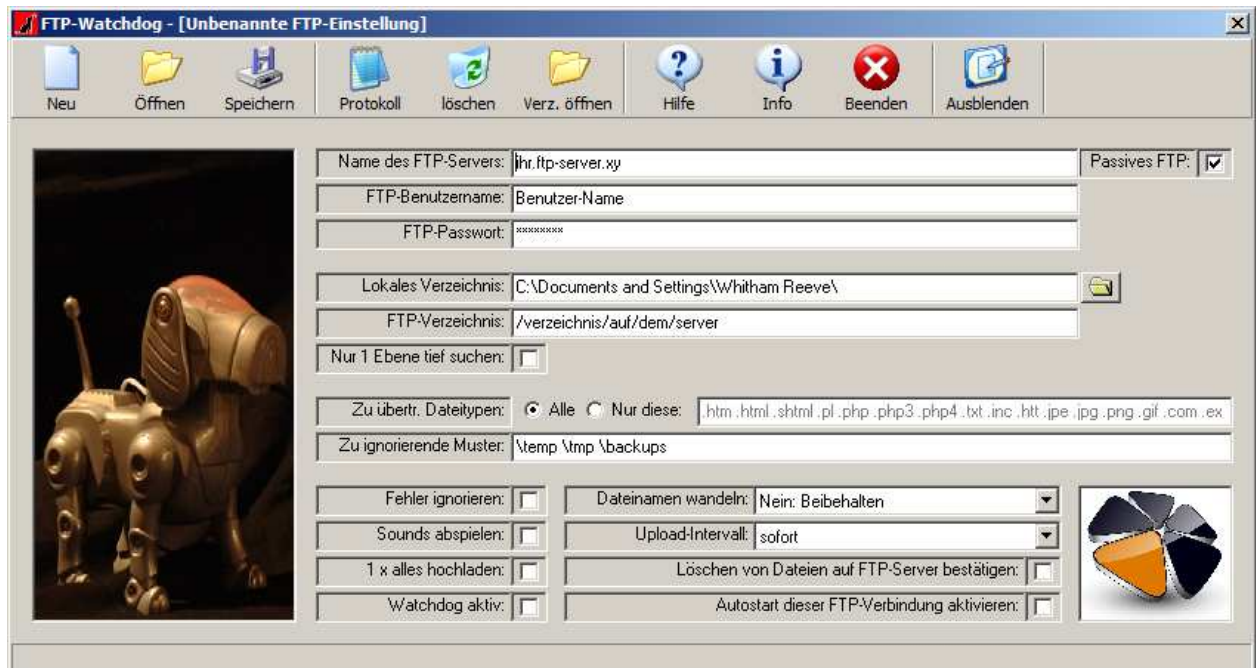 FTP-Watchdog - [Unbenannte FTP-Einstellung]
Neu Öffnen Speichern Protokoll löschen Verz. öffnen Hilfe Info Beenden Ausblenden
Name des FTP-Servers: ihr.ftp-server.xy Passives FTP:
FTP-Benutzername: Benutzer-Name
FTP-Passwort: ********
Lokales Verzeichnis: C:\Documents and Settings\Whitham Reeve\
FTP-Verzeichnis: /verzeichnis/auf/dem/server
Nur 1 Ebene tief suchen:
Zu übertr. Dateitypen: Alle Nur diese: .htm .html .shtml .pl .php .php3 .php4 .txt .inc .htt .jpe .jpg .png .gif .com .ex
Zu ignorierende Muster: \temp \tmp \backups
Fehler ignorieren: Dateinamen wandeln: Nein: Beibehalten
Sounds abspielen: Upload-Intervall: sofort
1 x alles hochladen: Löschen von Dateien auf FTP-Server bestätigen:
Watchdog aktiv: Autostart dieser FTP-Verbindung aktivieren: